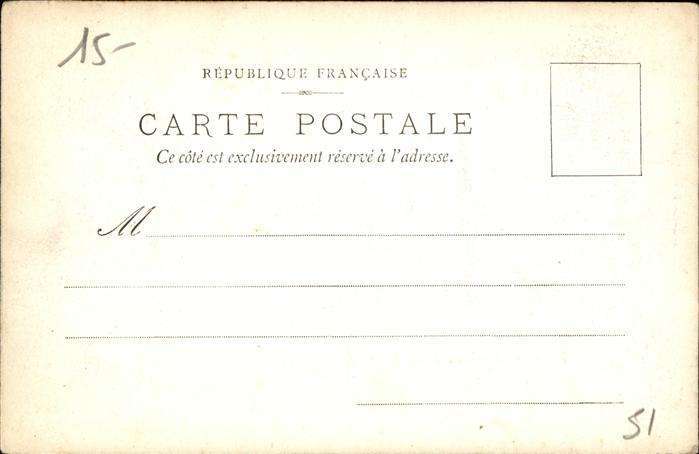 15-
RÉPUBLIQUE FRANÇAISE
CARTE POSTALE
Ce côté est exclusivement réservé à l'adresse.
M
51